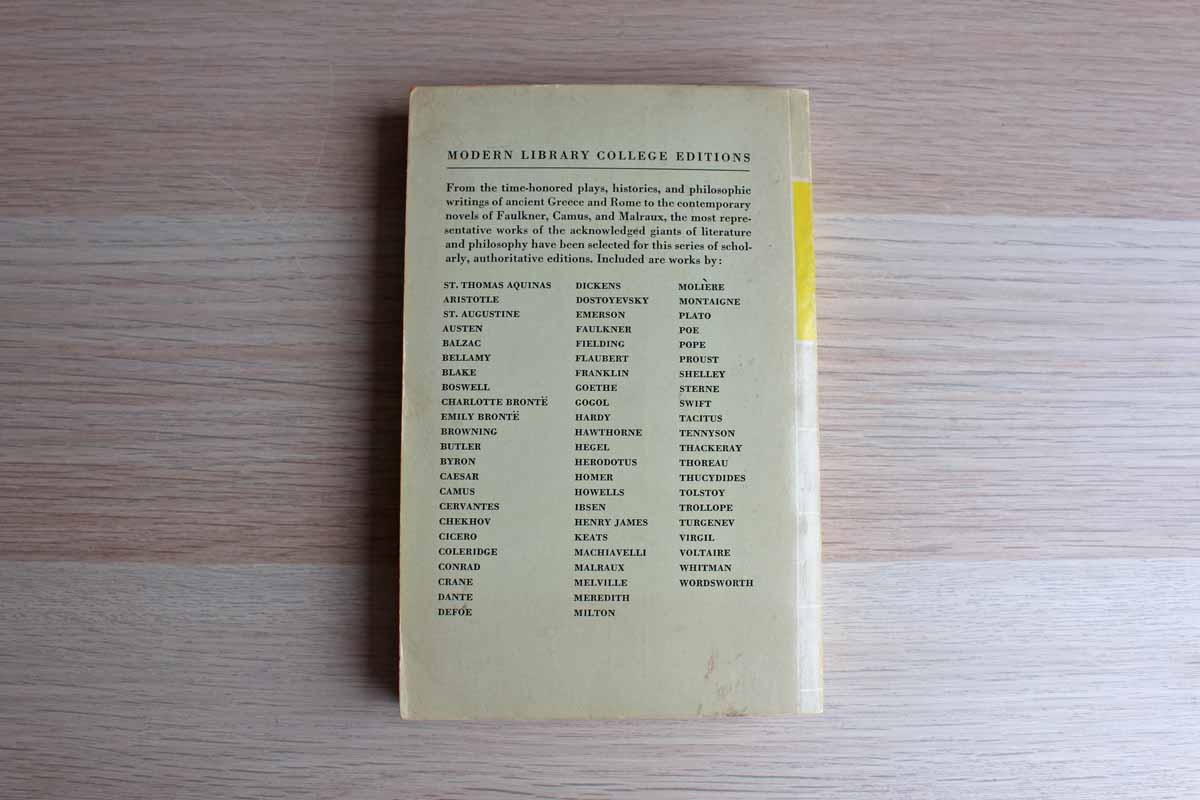 MODERN LIBRARY COLLEGE EDITIONS
From the time-honored plays, histories, and philosophic
writings of ancient Greece and Rome to the contemporary
novels of Faulkner, Camus, and Malraux, the most repre-
sentative works of the acknowledged giants of literature
and philosophy have been selected for this series of schol-
arly, authoritative editions. Included are works by:
ST. THOMAS AQUINAS
ARISTOTLE
ST. AUGUSTINE
AUSTEN
BALZAC
BELLAMY
BLAKE
BOSWELL
CHARLOTTE BRONTË
EMILY BRONTË
BROWNING
BUTLER
BYRON
CAESAR
CAMUS
CERVANTES
CHEKHOV
CICERO
COLERIDGE
CONRAD
CRANE
DANTE
DEFOE
DICKENS
DOSTOYEVSKY
EMERSON
FAULKNER
FIELDING
FLAUBERT
FRANKLIN
GOETHE
GOGOL
HARDY
HAWTHORNE
HEGEL
HERODOTUS
HOMER
HOWELLS
IBSEN
HENRY JAMES
KEATS
MACHIAVELLI
MALRAUX
MELVILLE
MEREDITH
MILTON
MOLIÈRE
MONTAIGNE
PLATO
POE
POPE
PROUST
SHELLEY
STERNE
SWIFT
TACITUS
TENNYSON
THACKERAY
THOREAU
THUCYDIDES
TOLSTOY
TROLLOPE
TURGENEV
VIRGIL
VOLTAIRE
WHITMAN
WORDSWORTH